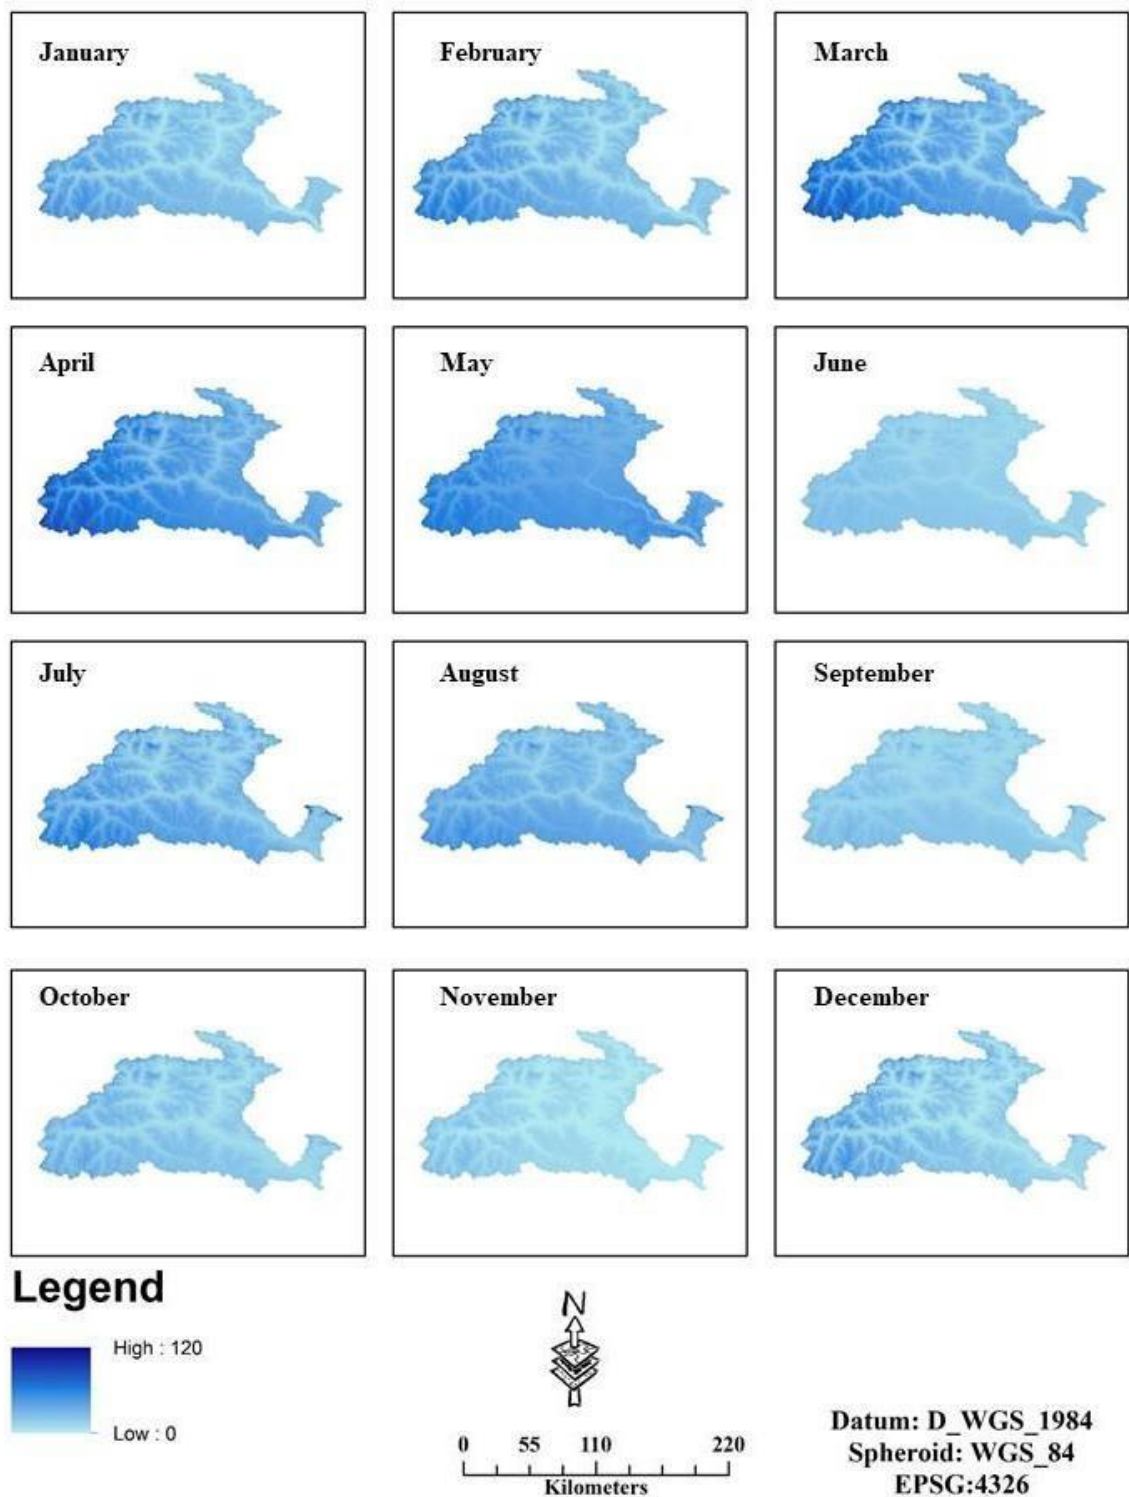 January
February
March
April
May
June
July
August
September
October
November
December
Legend
High : 120
Low : 0
N
0 55 110 220
Kilometers
Datum: D_WGS_1984
Spheroid: WGS_84
EPSG:4326